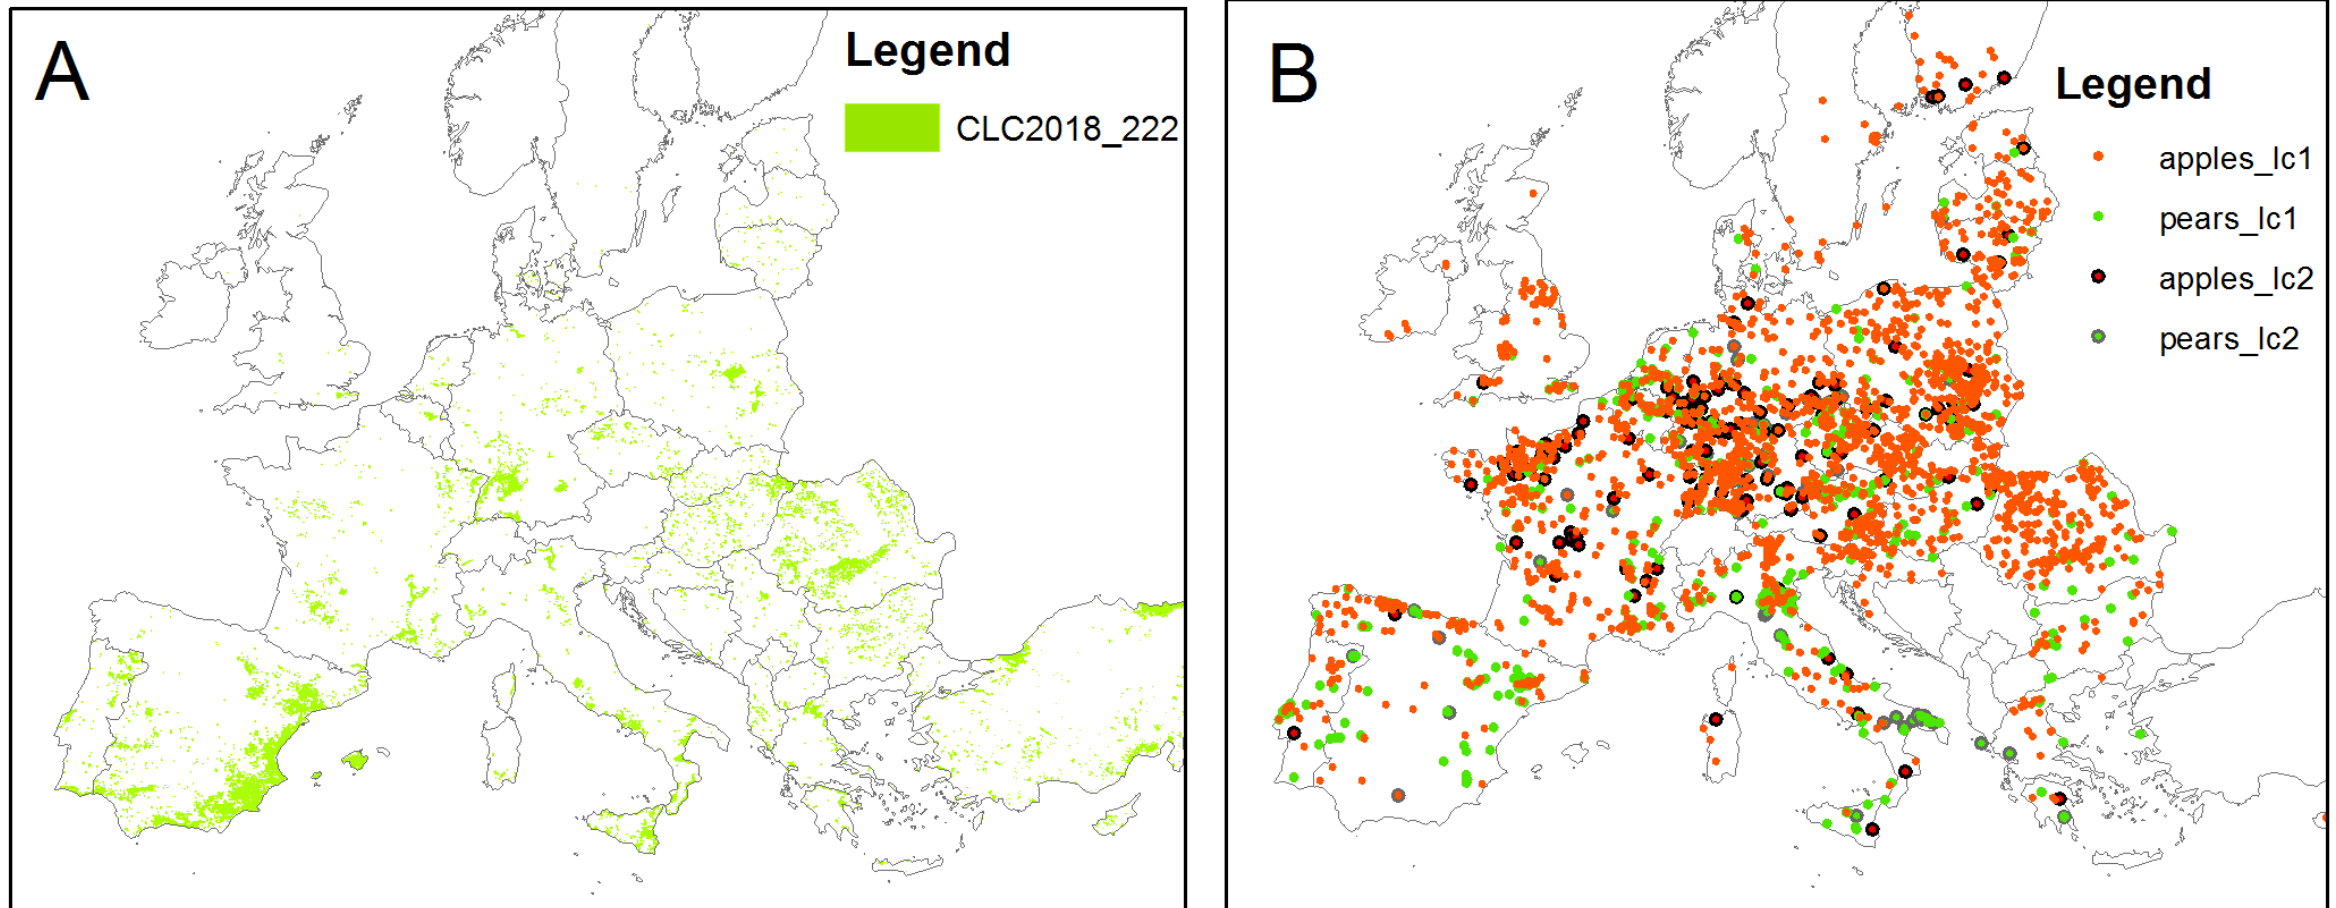 A
Legend
CLC2018_222
B
Legend
apples_lc1
pears_lc1
apples_lc2
pears_lc2